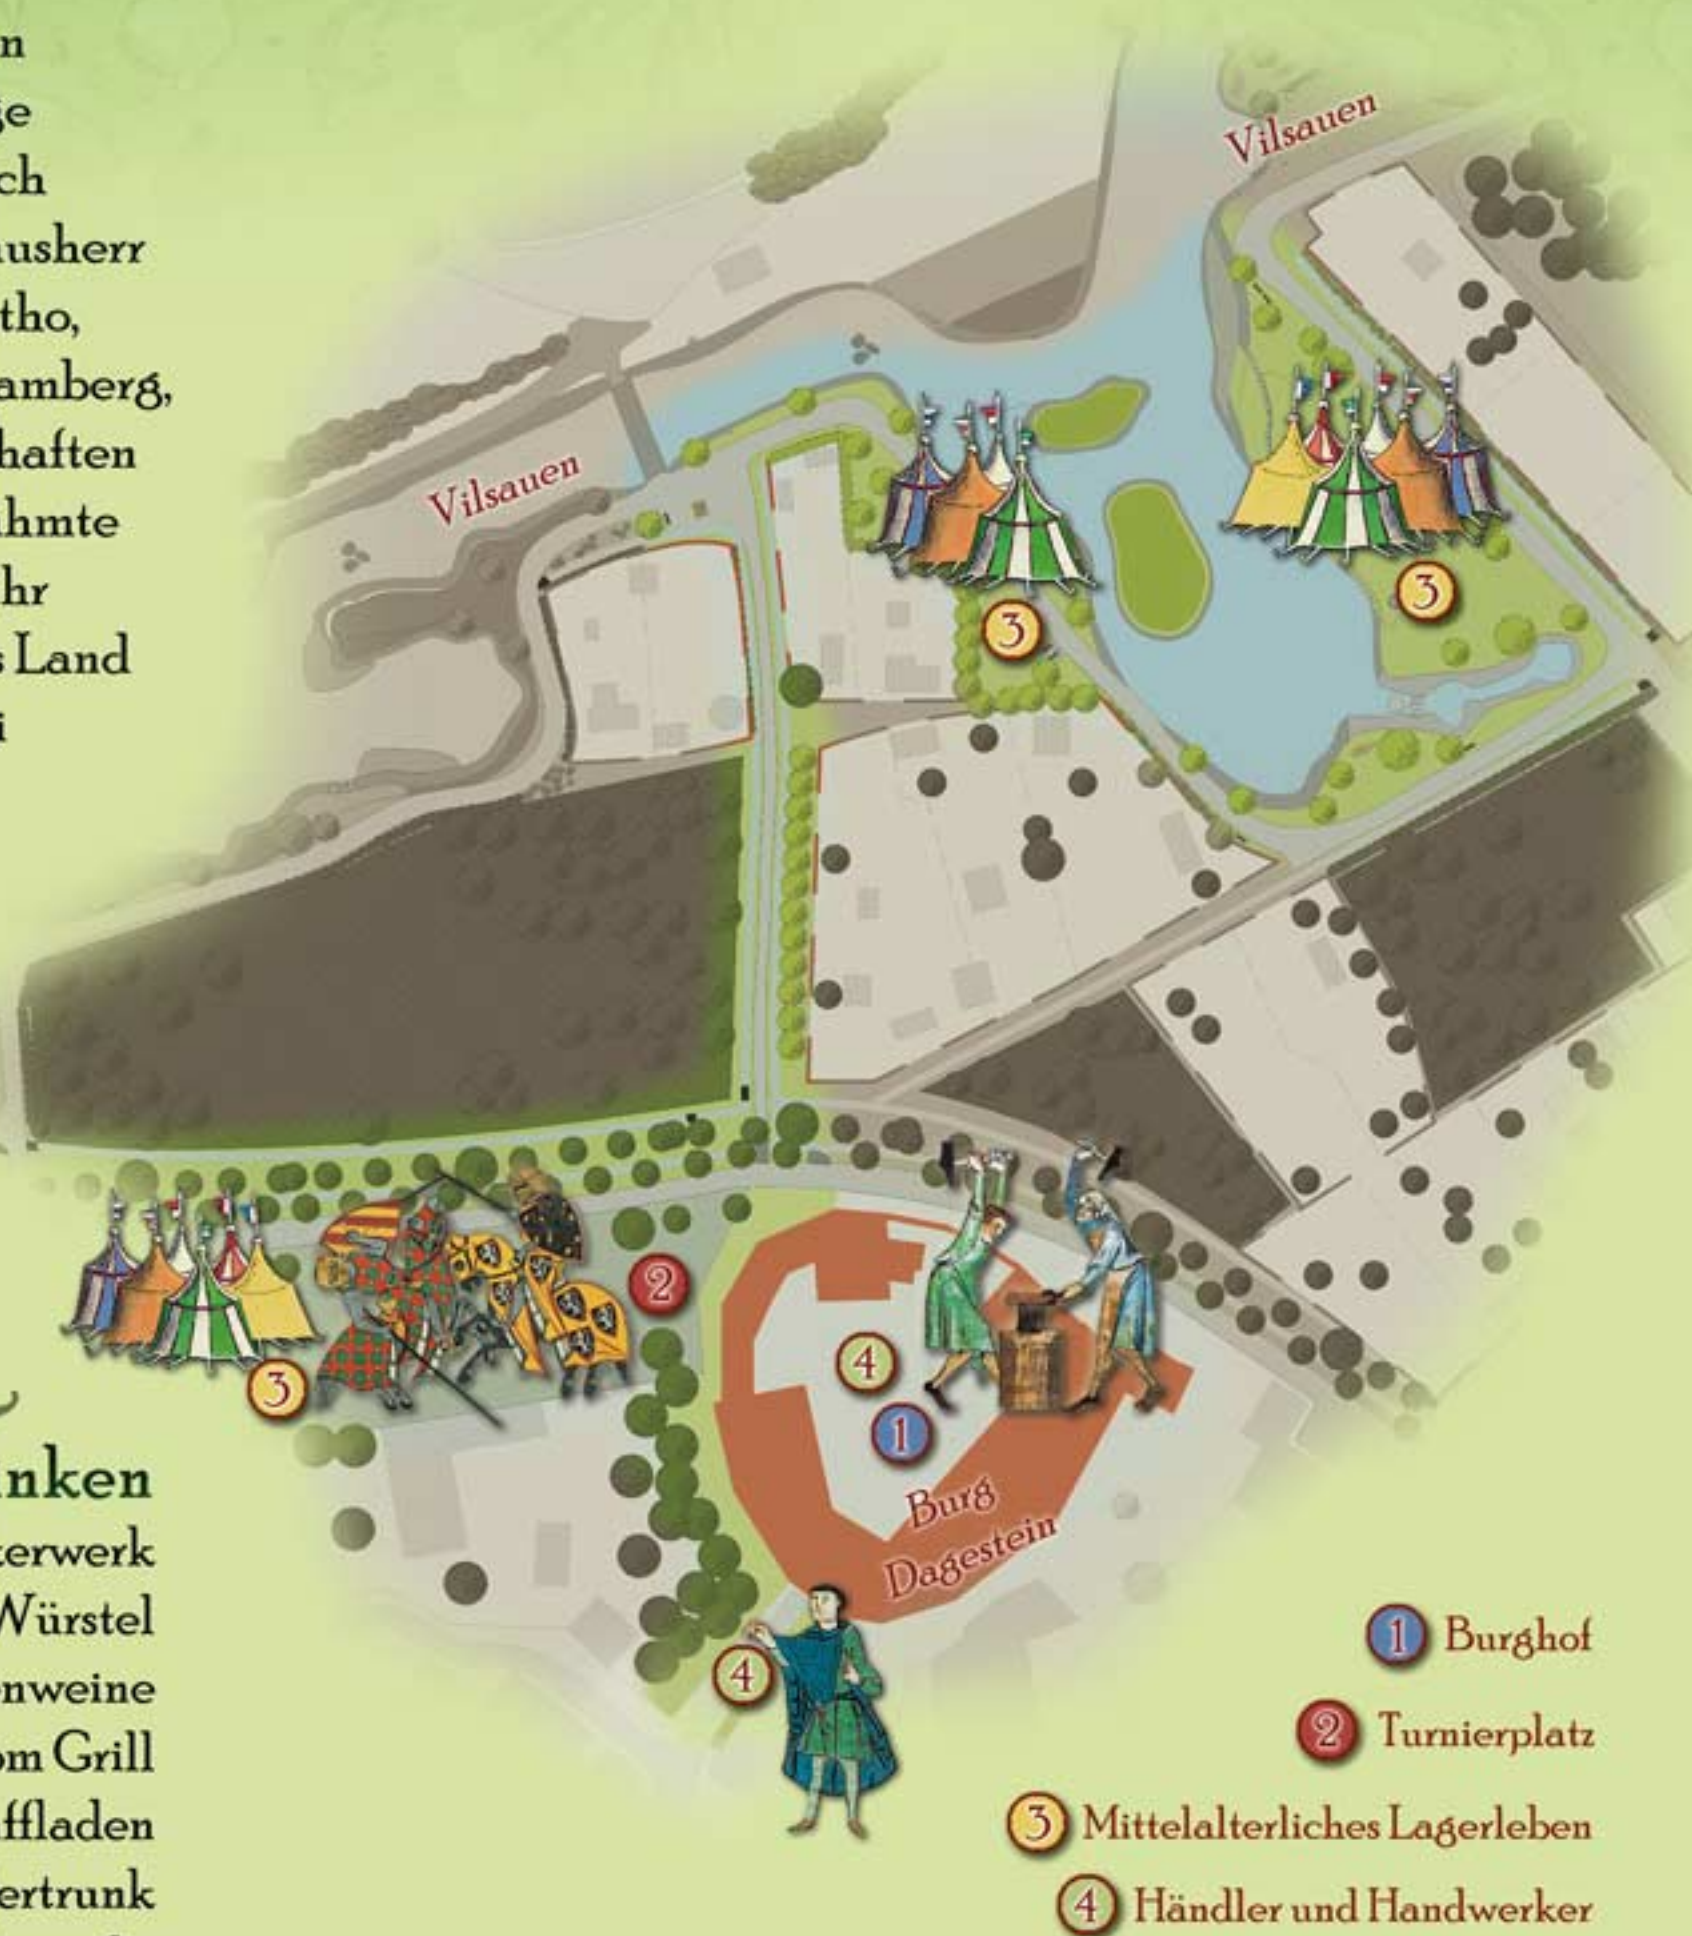 n
ge
ch
usherr
tho,
amberg,
haften
hmte
hr
s Land
i
nken
kerwerk
Würstel
nweine
om Grill
ffladen
ertrunk
Vilsauen
Vilsauen
3
3
2
3
4
1
Burg
Dagestein
4
1 Burghof
2 Turnierplatz
3 Mittelalterliches Lagerleben
4 Händler und Handwerker